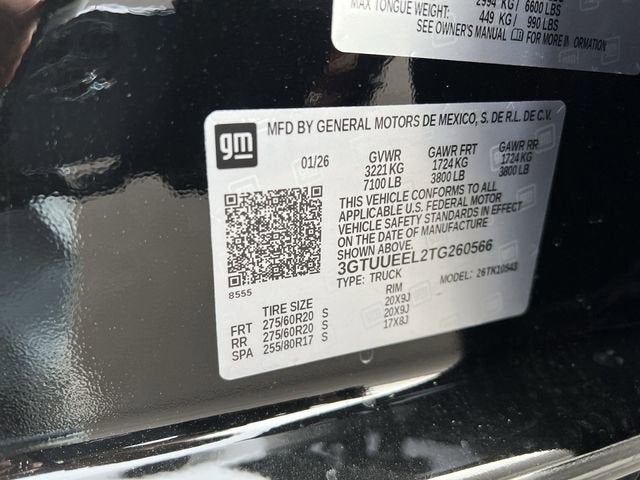 2994 KG/ 6600 LBS
MAX TONGUE WEIGHT: 449 KG/ 990 LBS
SEE OWNER'S MANUAL FOR MORE INFORMATION
gm
MFD BY GENERAL MOTORS DE MEXICO, S. DE R.L. DE C.V.
01/26 GVWR GAWR FRT GAWR RR
3221 KG 1724 KG 1724 KG
7100 LB 3800 LB 3800 LB
THIS VEHICLE CONFORMS TO ALL
APPLICABLE U.S. FEDERAL MOTOR
VEHICLE SAFETY STANDARDS IN EFFECT
ON THE DATE OF MANUFACTURE
SHOWN ABOVE.
3GTUUEEL2TG260566
TYPE: TRUCK MODEL: 26TK10543
8555
TIRE SIZE RIM
FRT 275/60R20 S 20X9J
RR 275/60R20 S 20X9J
SPA 255/80R17 S 17X8J